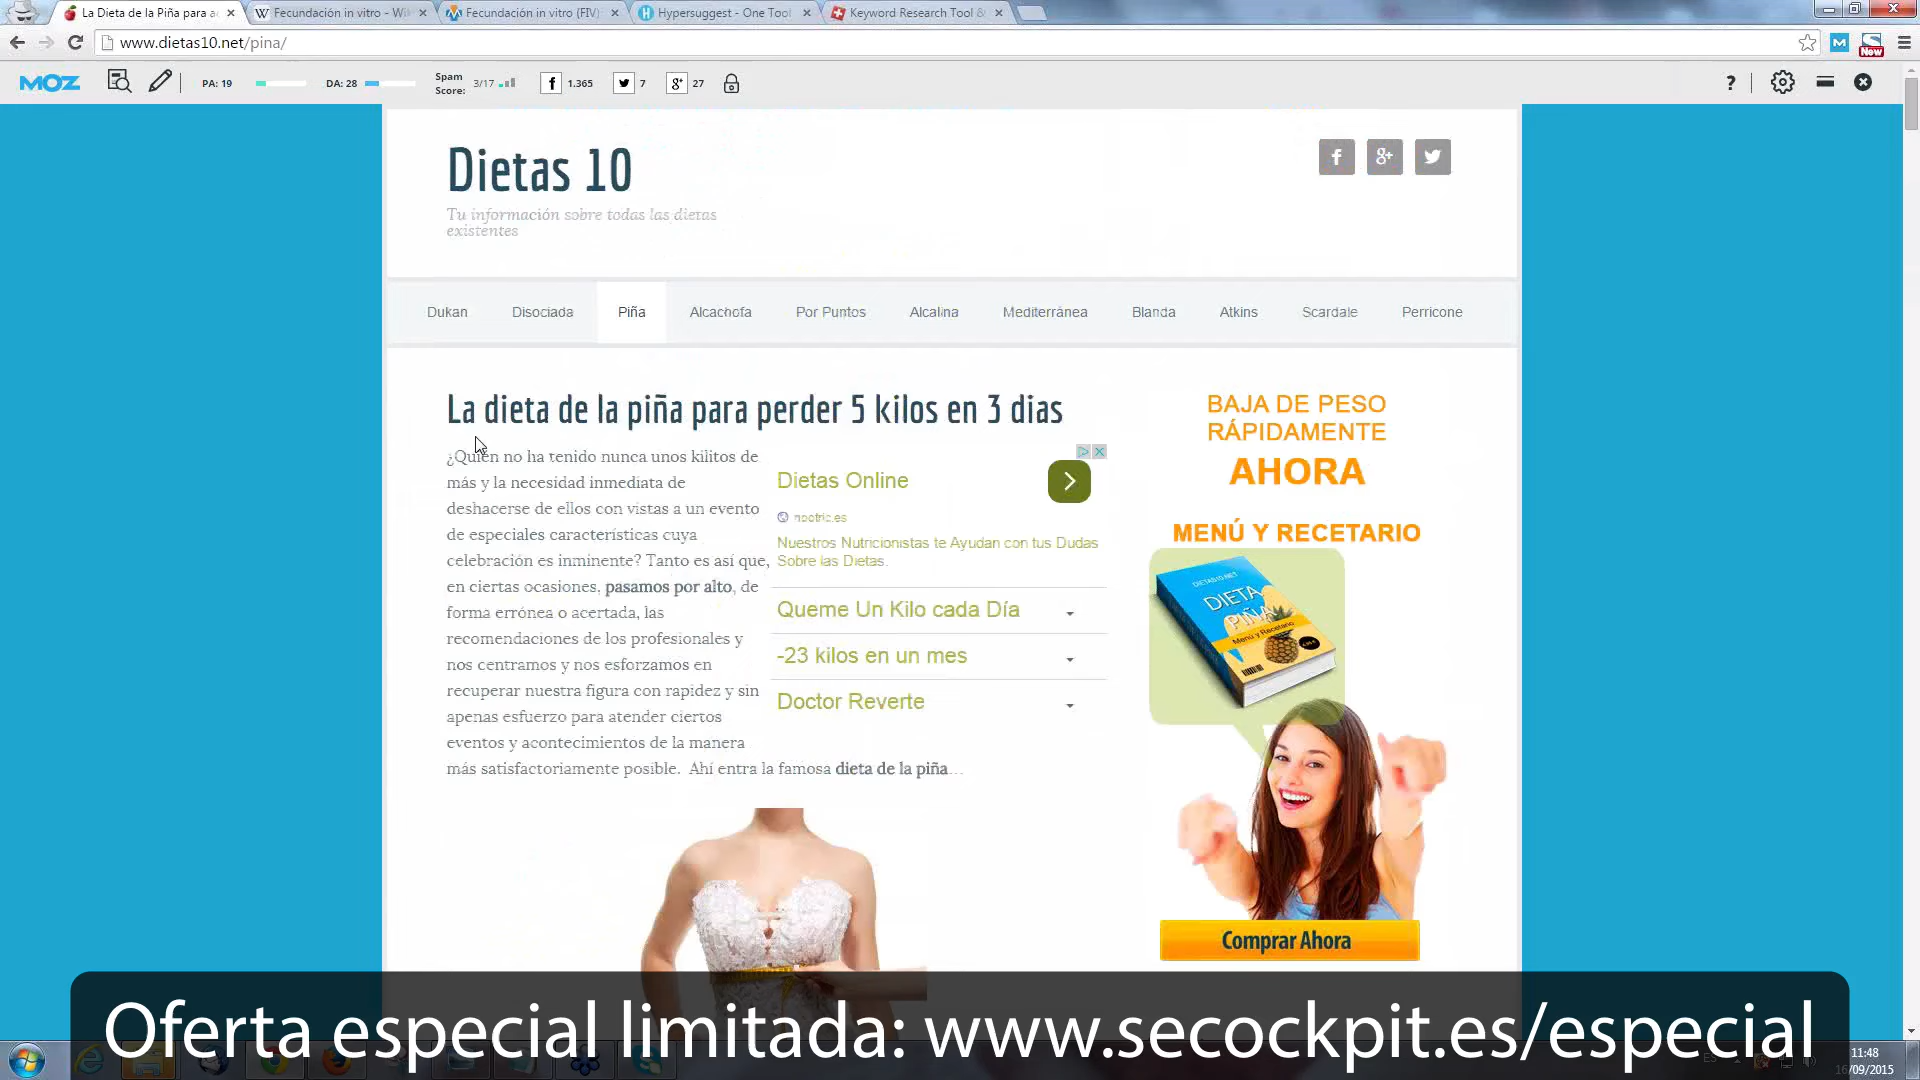 La Dieta de la Piña para a
Fecundación in vitro - Wi
Fecundación in vitro (FIV)
Hypersuggest - One Tool
Keyword Research Tool &
www.dietas10.net/pina/
New
MOZ
PA: 19
DA: 28
Spam Score: 3/17
1.365
7
27
?
Dietas 10
Tu información sobre todas las dietas
existentes
Dukan
Disociada
Piña
Alcachofa
Por Puntos
Alcalina
Mediterránea
Blanda
Atkins
Scardale
Perricone
La dieta de la piña para perder 5 kilos en 3 dias
¿Quién no ha tenido nunca unos kilitos de
más y la necesidad inmediata de
deshacerse de ellos con vistas a un evento
de especiales características cuya
celebración es inminente? Tanto es así que,
en ciertas ocasiones, pasamos por alto, de
forma errónea o acertada, las
recomendaciones de los profesionales y
nos centramos y nos esforzamos en
recuperar nuestra figura con rapidez y sin
apenas esfuerzo para atender ciertos
eventos y acontecimientos de la manera
más satisfactoriamente posible. Ahí entra la famosa dieta de la piña...
Dietas Online
nootric.es
Nuestros Nutricionistas te Ayudan con tus Dudas
Sobre las Dietas.
Queme Un Kilo cada Día
-23 kilos en un mes
Doctor Reverte
BAJA DE PESO
RÁPIDAMENTE
AHORA
MENÚ Y RECETARIO
DIETAS10.NET
DIETA
PIÑA
Menú y Recetario
Comprar Ahora
Oferta especial limitada: www.secockpit.es/especial
ES
11:48
16/09/2015